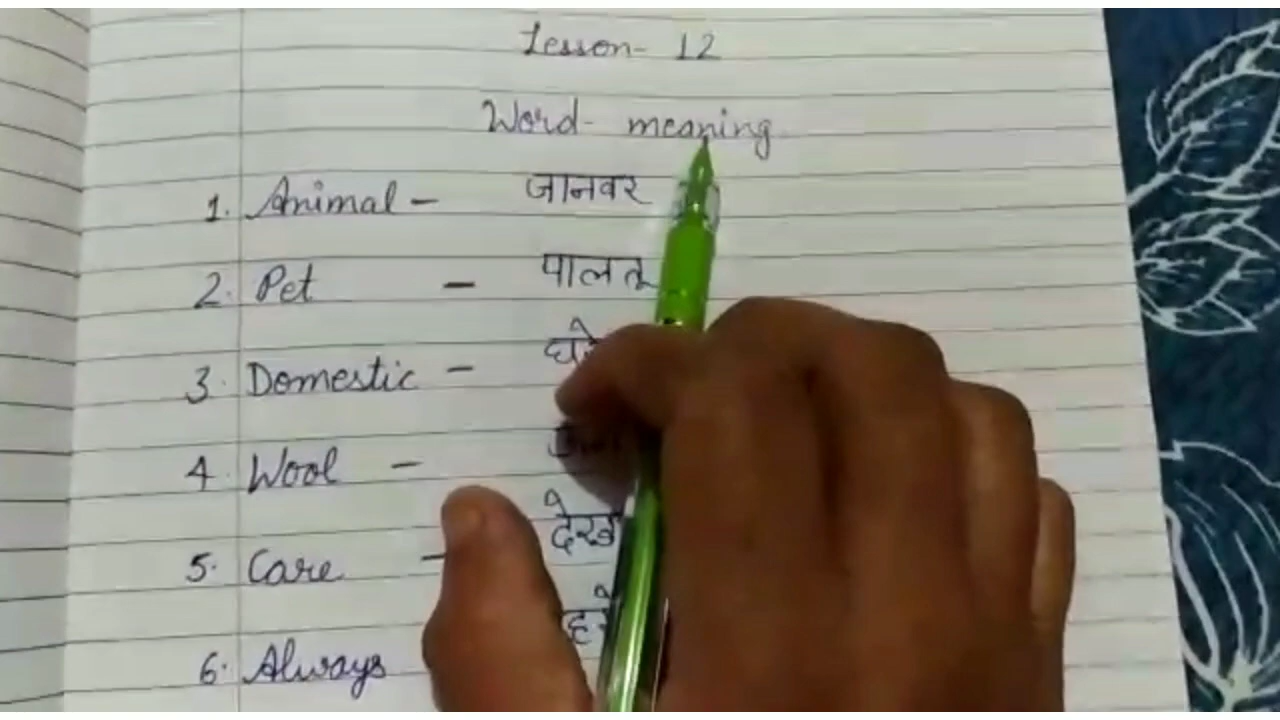 Lesson- 12
Word- meaning
1. Animal - जानवर
2. Pet - पालतू
3. Domestic -
4. Wool -
5. Care -
6. Always